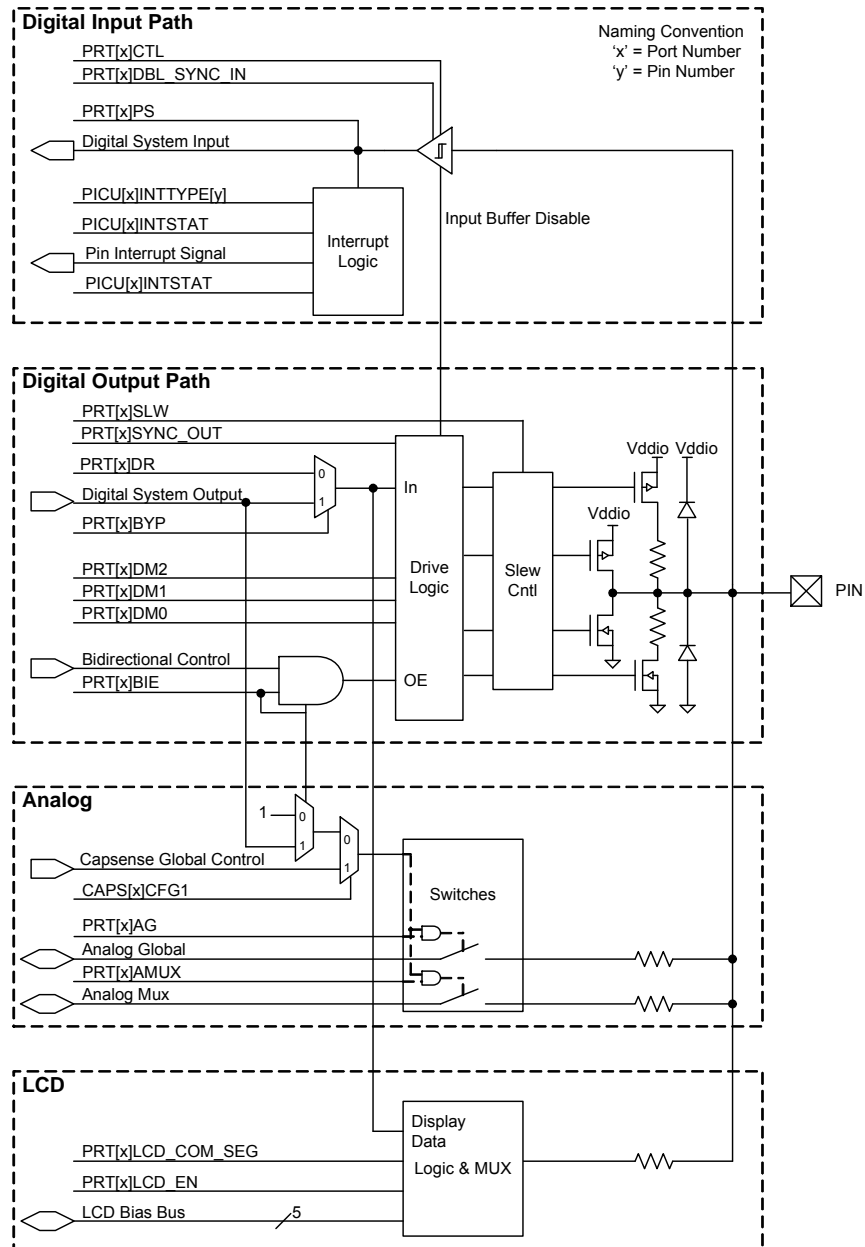 Digital Input Path
Naming Convention
‘x’ = Port Number
‘y’ = Pin Number
PRT[x]CTL
PRT[x]DBL_SYNC_IN
PRT[x]PS
Digital System Input
PICU[x]INTTYPE[y]
PICU[x]INTSTAT
Pin Interrupt Signal
PICU[x]INTSTAT
Interrupt
Logic
Input Buffer Disable
Digital Output Path
PRT[x]SLW
PRT[x]SYNC_OUT
PRT[x]DR
Digital System Output
PRT[x]BYP
PRT[x]DM2
PRT[x]DM1
PRT[x]DM0
Bidirectional Control
PRT[x]BIE
0
1
In
Drive
Logic
OE
Slew
Cntl
Vddio
Vddio
Vddio
PIN
Analog
1
0
1
0
1
Capsense Global Control
CAPS[x]CFG1
PRT[x]AG
Analog Global
PRT[x]AMUX
Analog Mux
Switches
LCD
PRT[x]LCD_COM_SEG
PRT[x]LCD_EN
LCD Bias Bus
5
Display
Data
Logic & MUX